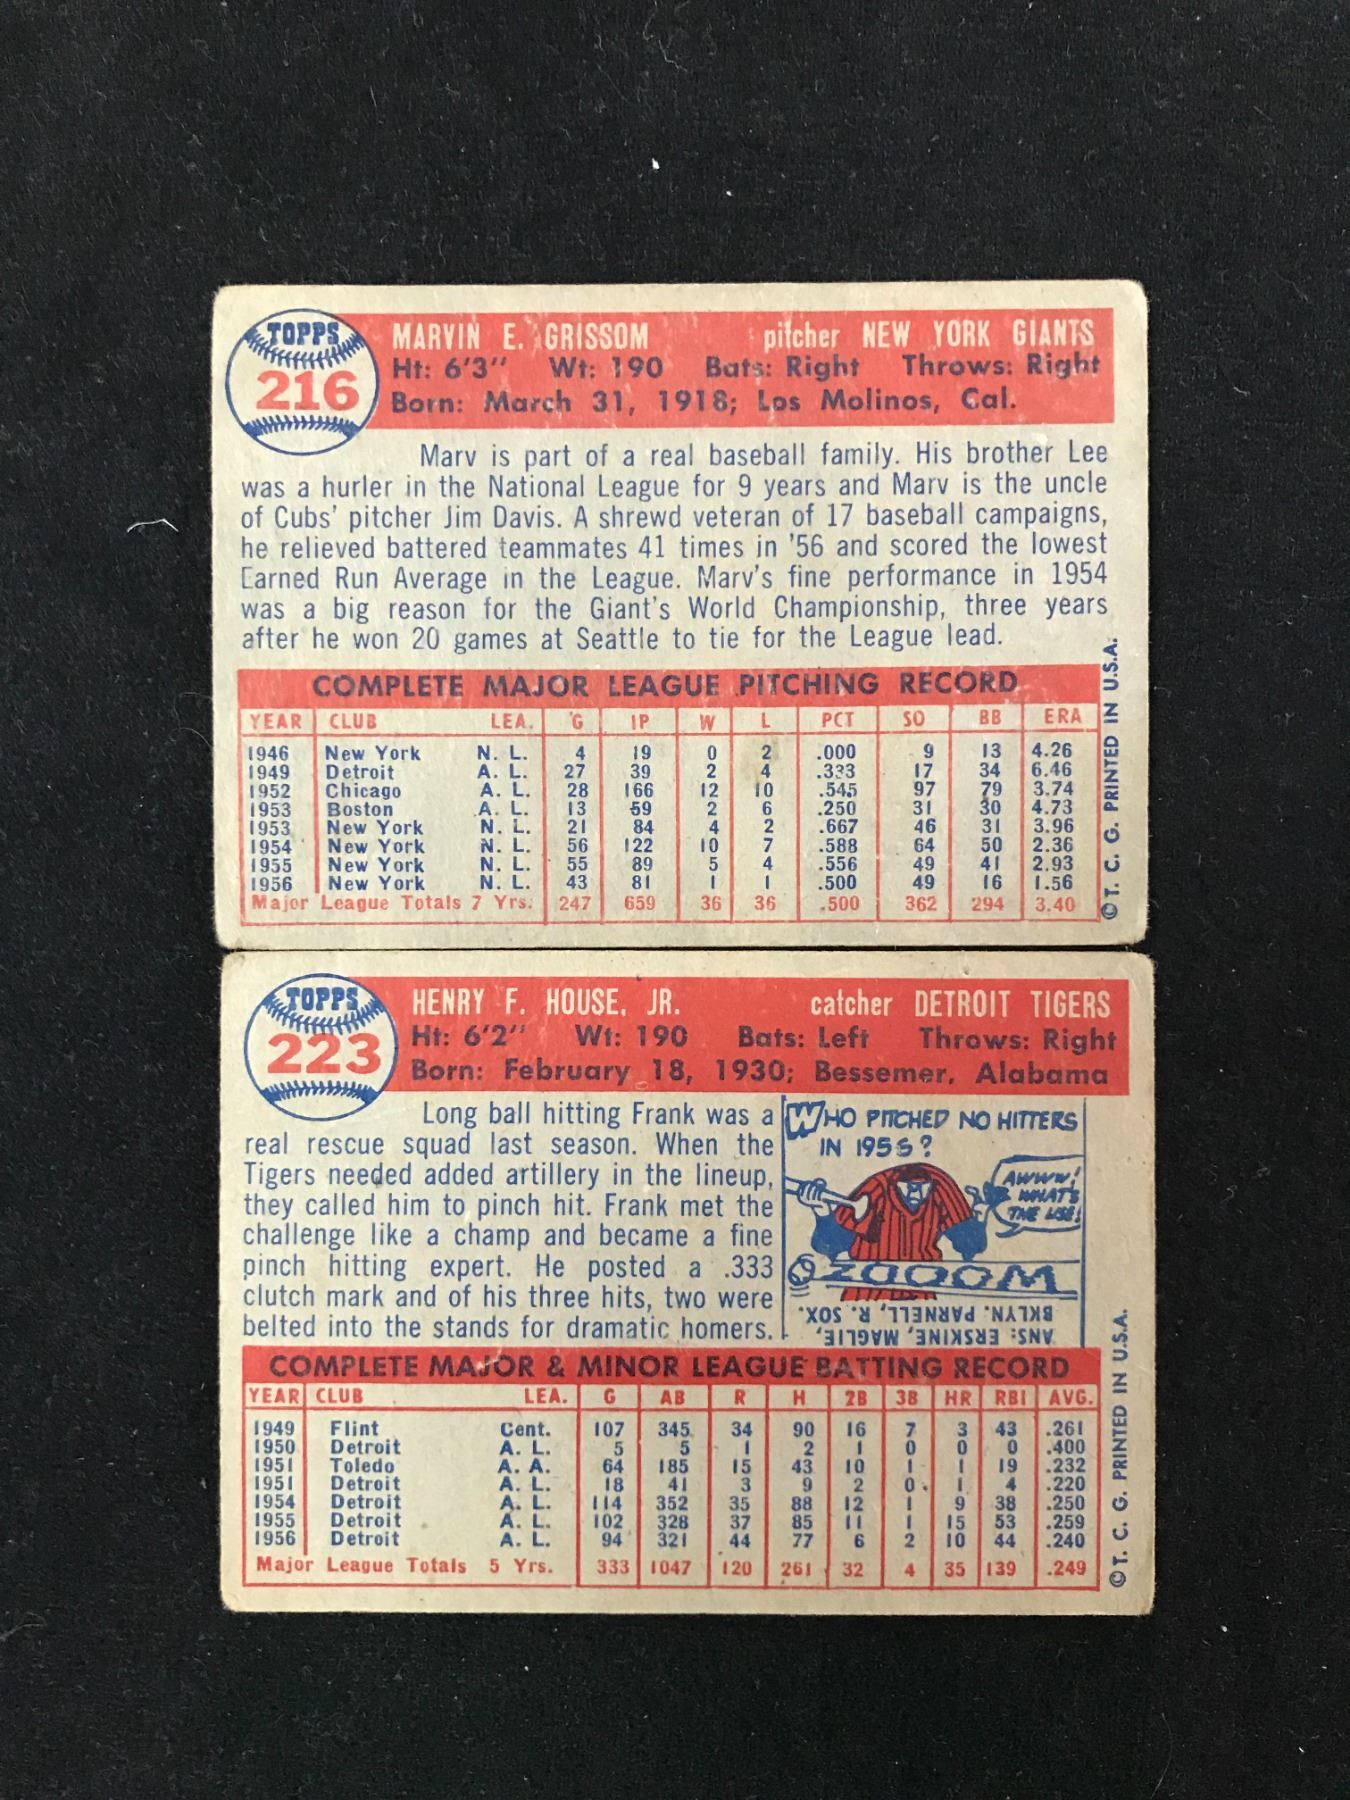 TOPPS
216
MARVIN E. GRISSOM pitcher NEW YORK GIANTS
Ht: 6'3" Wt: 190 Bats: Right Throws: Right
Born: March 31, 1918; Los Molinos, Cal.
Marv is part of a real baseball family. His brother Lee
was a hurler in the National League for 9 years and Marv is the uncle
of Cubs' pitcher Jim Davis. A shrewd veteran of 17 baseball campaigns,
he relieved battered teammates 41 times in '56 and scored the lowest
Earned Run Average in the League. Marv's fine performance in 1954
was a big reason for the Giant's World Championship, three years
after he won 20 games at Seattle to tie for the League lead.
COMPLETE MAJOR LEAGUE PITCHING RECORD
YEAR CLUB LEA. G IP W L PCT SO BB ERA
1946 New York N. L. 4 19 0 2 .000 9 13 4.26
1949 Detroit A. L. 27 39 2 4 .333 17 34 6.46
1952 Chicago A. L. 28 166 12 10 .545 97 79 3.74
1953 Boston A. L. 13 59 2 6 .250 31 30 4.73
1953 New York N. L. 21 84 4 2 .667 46 31 3.96
1954 New York N. L. 56 122 10 7 .588 64 50 2.36
1955 New York N. L. 55 89 5 4 .556 49 41 2.93
1956 New York N. L. 43 81 1 1 .500 49 16 1.56
Major League Totals 7 Yrs. 247 659 36 36 .500 362 294 3.40
© T. C. G. PRINTED IN U.S.A.
TOPPS
223
HENRY F. HOUSE, JR. catcher DETROIT TIGERS
Ht: 6'2" Wt: 190 Bats: Left Throws: Right
Born: February 18, 1930; Bessemer, Alabama
Long ball hitting Frank was a
real rescue squad last season. When the
Tigers needed added artillery in the lineup,
they called him to pinch hit. Frank met the
challenge like a champ and became a fine
pinch hitting expert. He posted a .333
clutch mark and of his three hits, two were
belted into the stands for dramatic homers.
WHO PITCHED NO HITTERS
IN 1956?
AWWW!
WHAT'S
THE USE!
ZOOOOM
ANS: ERSKINE, MAGLIE,
BKLYN. PARNELL, R. SOX.
COMPLETE MAJOR & MINOR LEAGUE BATTING RECORD
YEAR CLUB LEA. G AB R H 2B 3B HR RBI AVG.
1949 Flint Cent. 107 345 34 90 16 7 3 43 .261
1950 Detroit A. L. 5 5 1 2 1 0 0 0 .400
1951 Toledo A. A. 64 185 15 43 10 1 1 19 .232
1951 Detroit A. L. 18 41 3 9 2 0 1 4 .220
1954 Detroit A. L. 114 352 35 88 12 1 9 38 .250
1955 Detroit A. L. 102 328 37 85 11 1 15 53 .259
1956 Detroit A. L. 94 321 44 77 6 2 10 44 .240
Major League Totals 5 Yrs. 333 1047 120 261 32 4 35 139 .249
© T. C. G. PRINTED IN U.S.A.